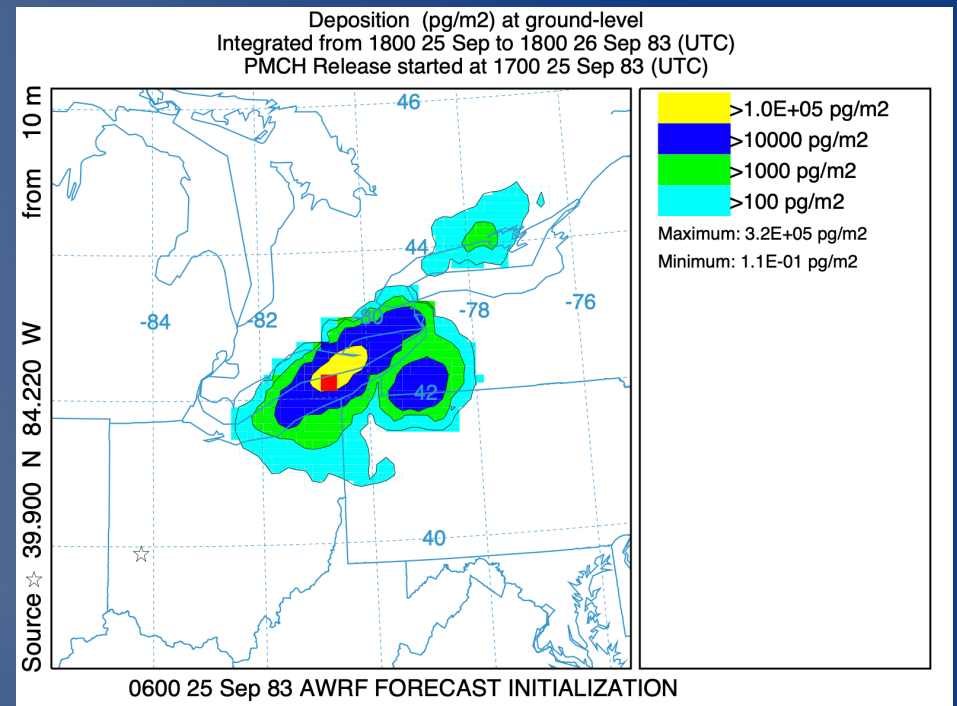 Deposition (pg/m2) at ground-level
Integrated from 1800 25 Sep to 1800 26 Sep 83 (UTC)
PMCH Release started at 1700 25 Sep 83 (UTC)
Source ☆ 39.900 N 84.220 W from 10 m
46
44
-84
-82
80
-78
-76
42
40
>1.0E+05 pg/m2
>10000 pg/m2
>1000 pg/m2
>100 pg/m2
Maximum: 3.2E+05 pg/m2
Minimum: 1.1E-01 pg/m2
0600 25 Sep 83 AWRF FORECAST INITIALIZATION